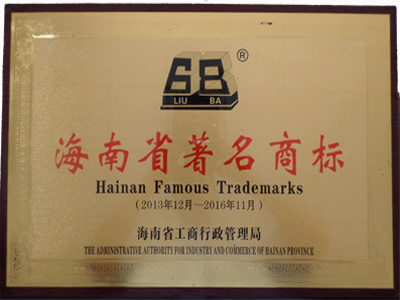 6B ®
LIU BA
海南省著名商标
Hainan Famous Trademarks
(2013年12月—2016年11月)
海南省工商行政管理局
THE ADMINISTRATIVE AUTHORITY FOR INDUSTRY AND COMMERCE OF HAINAN PROVINCE